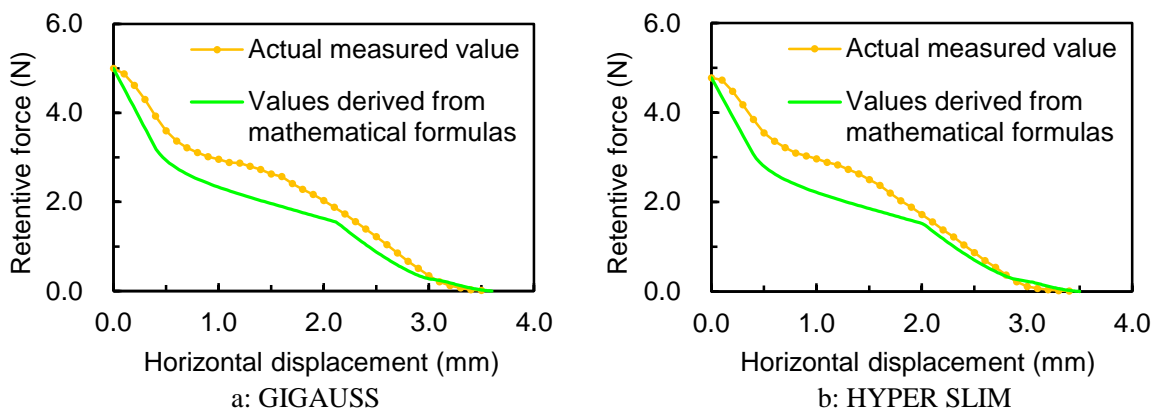 6.0
4.0
2.0
0.0
Retentive force (N)
Actual measured value
Values derived from
mathematical formulas
0.0 1.0 2.0 3.0 4.0
Horizontal displacement (mm)
a: GIGAUSS
6.0
4.0
2.0
0.0
Retentive force (N)
Actual measured value
Values derived from
mathematical formulas
0.0 1.0 2.0 3.0 4.0
Horizontal displacement (mm)
b: HYPER SLIM